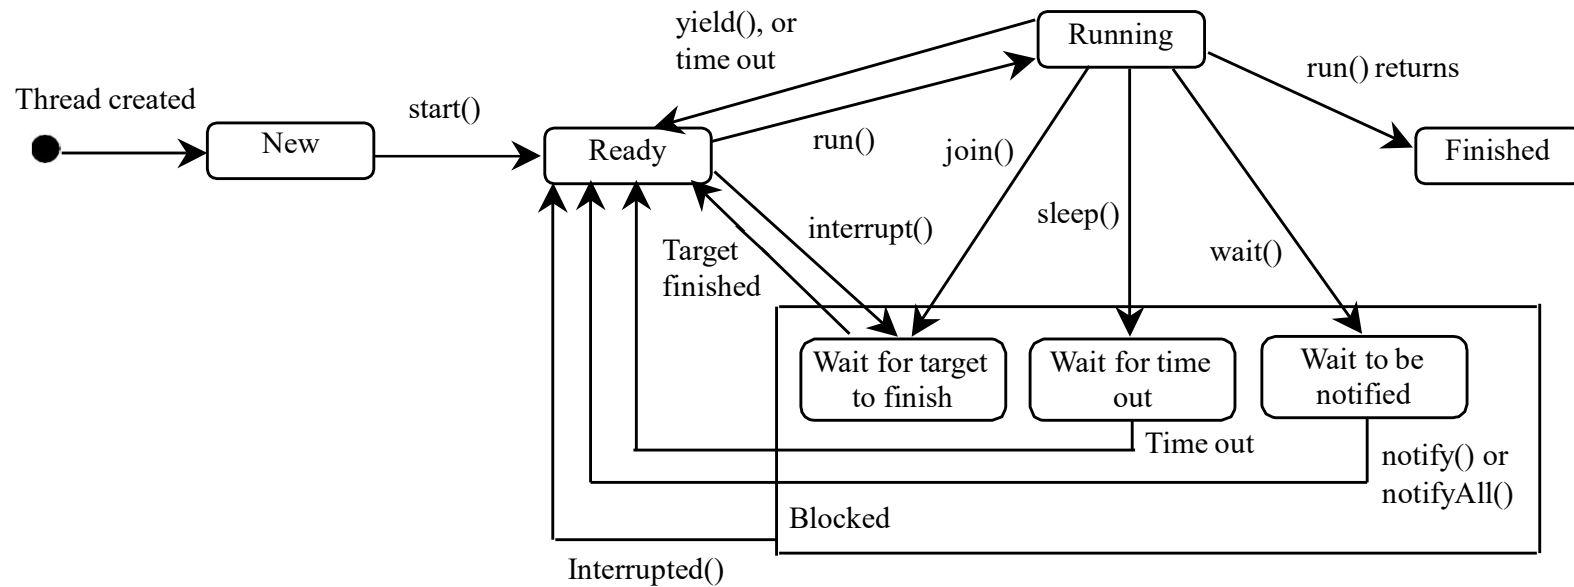 yield(), or
time out
Running
run() returns
Thread created
start()
New
Ready
run()
join()
Finished
sleep()
interrupt()
wait()
Target
finished
Wait for target
to finish
Wait for time
out
Wait to be
notified
Time out
notify() or
notifyAll()
Blocked
Interrupted()